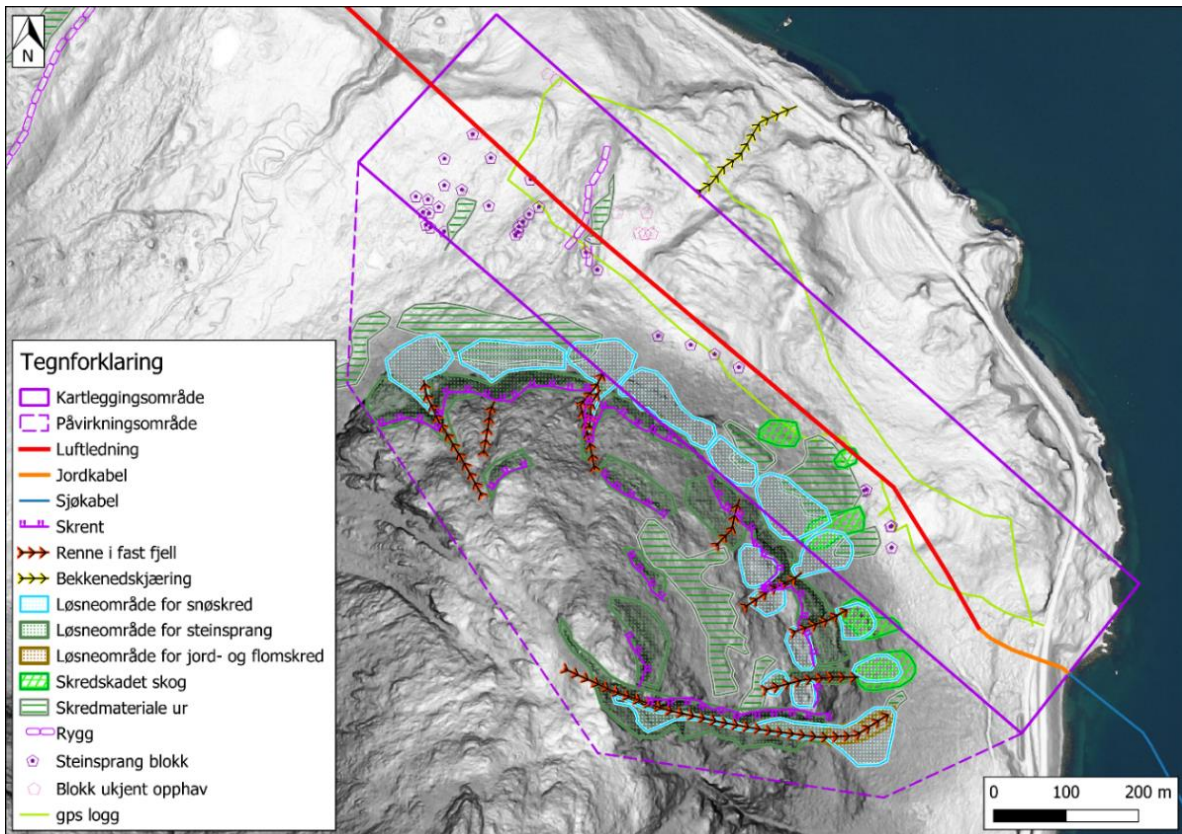 N
Tegnforklaring
Kartleggingsområde
Påvirkningsområde
Luftledning
Jordkabel
Sjøkabel
Skrent
Renne i fast fjell
Bekkenedskjæring
Løsneområde for snøskred
Løsneområde for steinsprang
Løsneområde for jord- og flomskred
Skredskadet skog
Skredmateriale ur
Rygg
Steinsprang blokk
Blokk ukjent opphav
gps logg
0 100 200 m